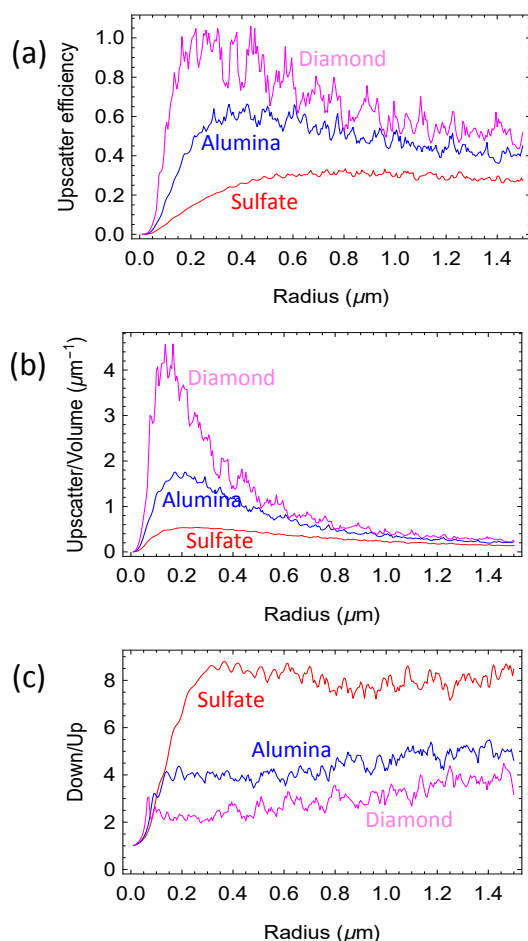 (a)
Upscatter efficiency
1.0
0.8
0.6
0.4
0.2
0.0
Diamond
Alumina
Sulfate
0.0 0.2 0.4 0.6 0.8 1.0 1.2 1.4
Radius (μm)
(b)
Upscatter/Volume (μm⁻¹)
4
3
2
1
0
Diamond
Alumina
Sulfate
0.0 0.2 0.4 0.6 0.8 1.0 1.2 1.4
Radius (μm)
(c)
Down/Up
8
6
4
2
0
Sulfate
Alumina
Diamond
0.0 0.2 0.4 0.6 0.8 1.0 1.2 1.4
Radius (μm)